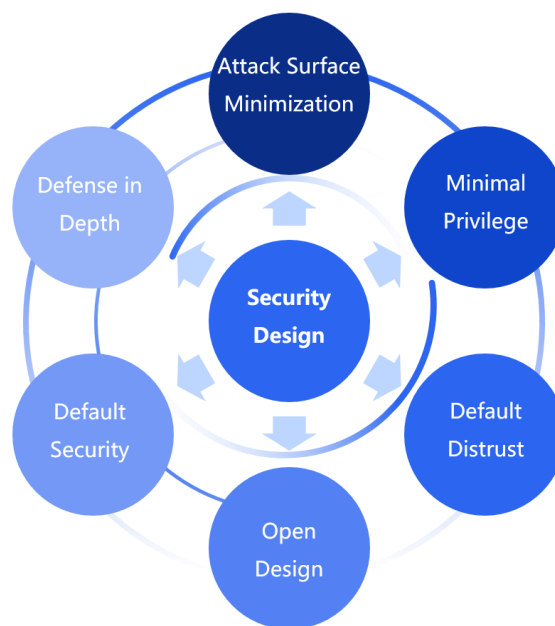 Attack Surface
Minimization
Defense in
Depth
Minimal
Privilege
Security
Design
Default
Security
Default
Distrust
Open
Design